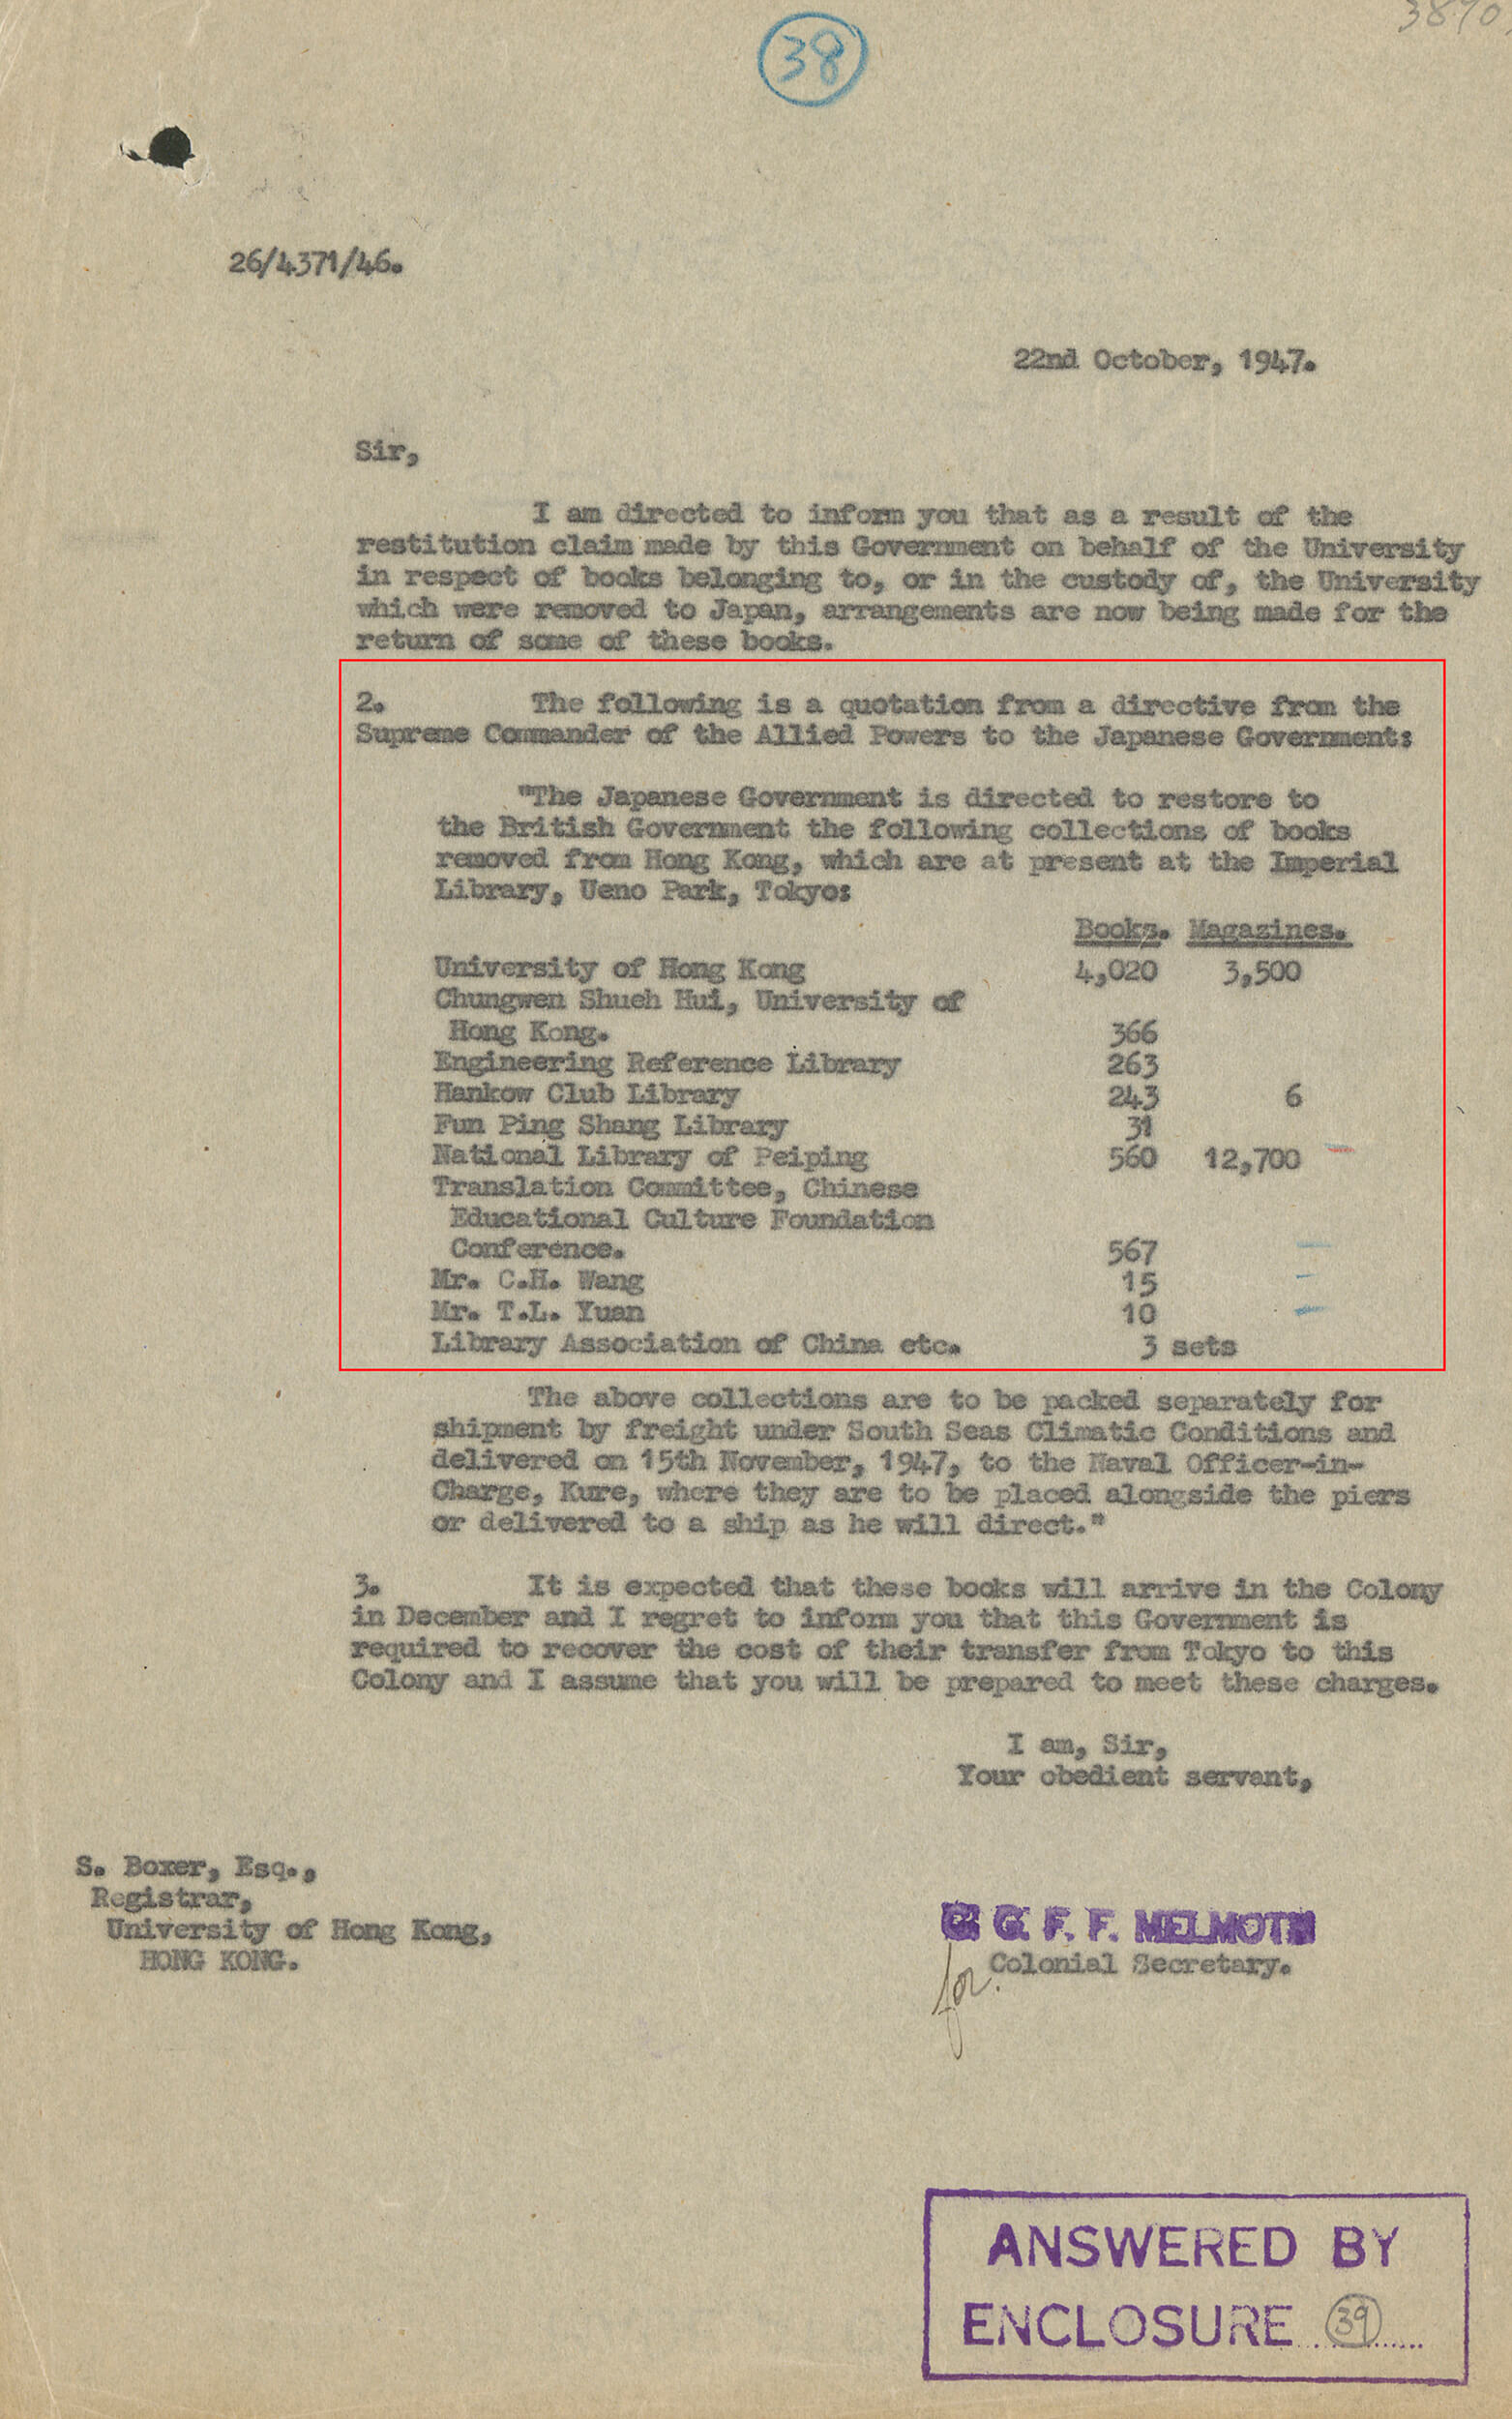 38
26/4371/46.
22nd October, 1947.
Sir,
I am directed to inform you that as a result of the
restitution claim made by this Government on behalf of the University
in respect of books belonging to, or in the custody of, the University
which were removed to Japan, arrangements are now being made for the
return of some of these books.
2. The following is a quotation from a directive from the
Supreme Commander of the Allied Powers to the Japanese Government:
"The Japanese Government is directed to restore to
the British Government the following collections of books
removed from Hong Kong, which are at present at the Imperial
Library, Ueno Park, Tokyo:
Books. Magazines.
University of Hong Kong 4,020 3,500
Chungwen Shueh Hui, University of
Hong Kong. 366
Engineering Reference Library 263
Hankow Club Library 243 6
Fun Ping Shang Library 31
National Library of Peiping 560 12,700
Translation Committee, Chinese
Educational Culture Foundation
Conference. 567
Mr. C.H. Wang 15
Mr. T.L. Yuan 10
Library Association of China etc. 3 sets
The above collections are to be packed separately for
shipment by freight under South Seas Climatic Conditions and
delivered on 15th November, 1947, to the Naval Officer-in-
Charge, Kure, where they are to be placed alongside the piers
or delivered to a ship as he will direct."
3. It is expected that these books will arrive in the Colony
in December and I regret to inform you that this Government is
required to recover the cost of their transfer from Tokyo to this
Colony and I assume that you will be prepared to meet these charges.
I am, Sir,
Your obedient servant,
S. Boxer, Esq.,
Registrar,
University of Hong Kong,
HONG KONG.
G. F. F. MELMOTH
for Colonial Secretary.
ANSWERED BY
ENCLOSURE 39